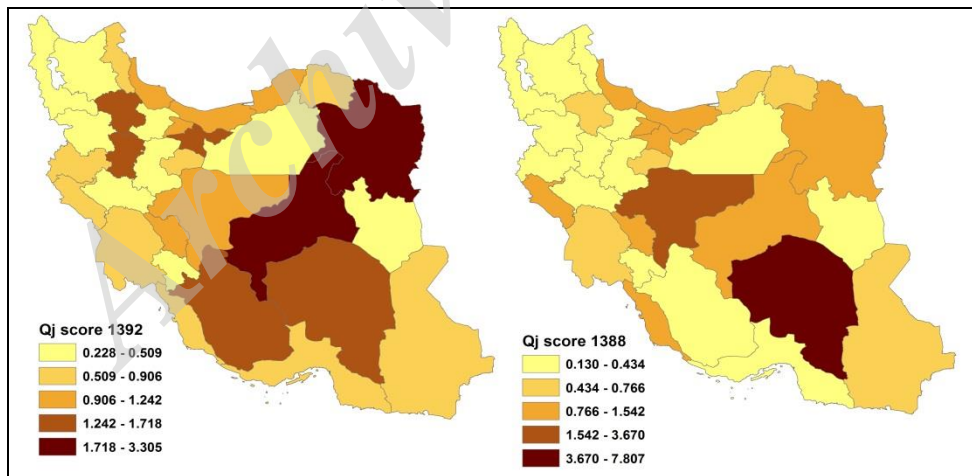 Archiv
Qj score 1392
0.228 - 0.509
0.509 - 0.906
0.906 - 1.242
1.242 - 1.718
1.718 - 3.305
Qj score 1388
0.130 - 0.434
0.434 - 0.766
0.766 - 1.542
1.542 - 3.670
3.670 - 7.807